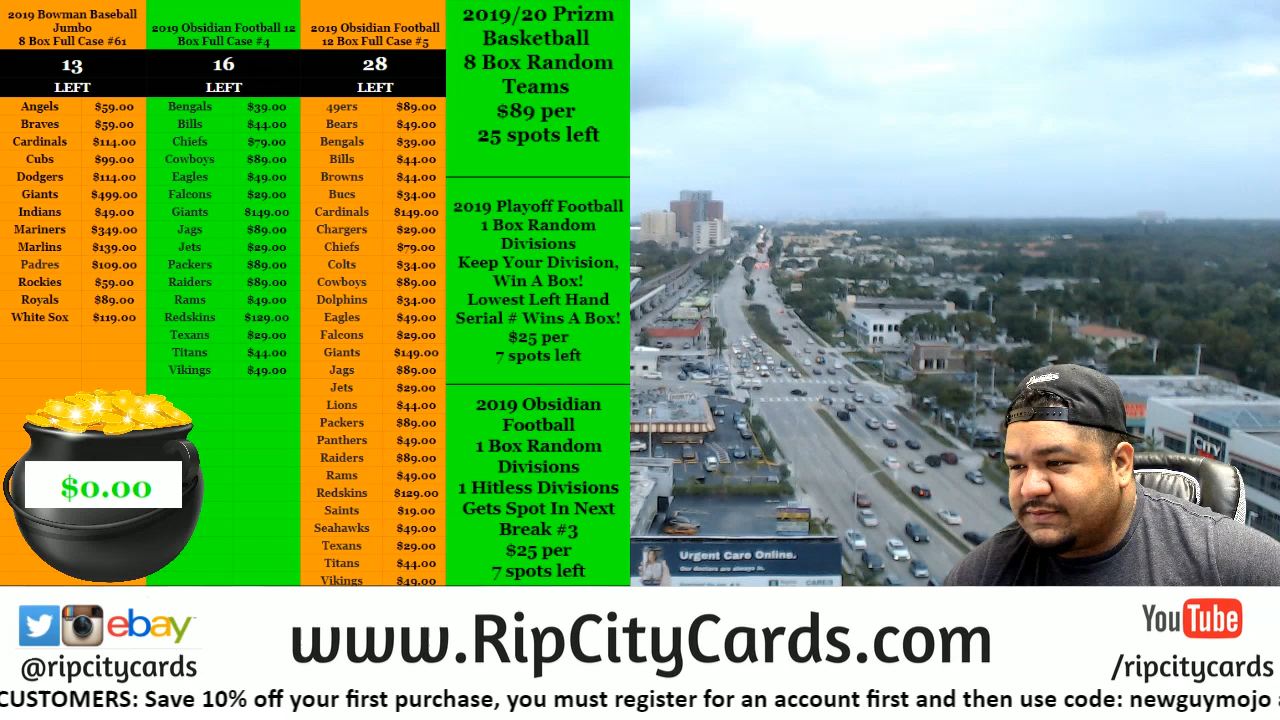 2019 Bowman Baseball
Jumbo
8 Box Full Case #61
13
LEFT
Angels $59.00
Braves $59.00
Cardinals $114.00
Cubs $99.00
Dodgers $114.00
Giants $499.00
Indians $49.00
Mariners $349.00
Marlins $139.00
Padres $109.00
Rockies $59.00
Royals $89.00
White Sox $119.00
$0.00
2019 Obsidian Football 12
Box Full Case #4
16
LEFT
Bengals $39.00
Bills $44.00
Chiefs $79.00
Cowboys $89.00
Eagles $49.00
Falcons $29.00
Giants $149.00
Jags $89.00
Jets $29.00
Packers $89.00
Raiders $89.00
Rams $49.00
Redskins $129.00
Texans $29.00
Titans $44.00
Vikings $49.00
2019 Obsidian Football
12 Box Full Case #5
28
LEFT
49ers $89.00
Bears $49.00
Bengals $39.00
Bills $44.00
Browns $44.00
Bucs $34.00
Cardinals $149.00
Chargers $29.00
Chiefs $79.00
Colts $34.00
Cowboys $89.00
Dolphins $34.00
Eagles $49.00
Falcons $29.00
Giants $149.00
Jags $89.00
Jets $29.00
Lions $44.00
Packers $89.00
Panthers $49.00
Raiders $89.00
Rams $49.00
Redskins $129.00
Saints $19.00
Seahawks $49.00
Texans $29.00
Titans $44.00
Vikings $49.00
2019/20 Prizm
Basketball
8 Box Random
Teams
$89 per
25 spots left
2019 Playoff Football
1 Box Random
Divisions
Keep Your Division,
Win A Box!
Lowest Left Hand
Serial # Wins A Box!
$25 per
7 spots left
2019 Obsidian
Football
1 Box Random
Divisions
1 Hitless Divisions
Gets Spot In Next
Break #3
$25 per
7 spots left
Urgent Care Online.
ebay
@ripcitycards
www.RipCityCards.com
YouTube
/ripcitycards
CUSTOMERS: Save 10% off your first purchase, you must register for an account first and then use code: newguymojo